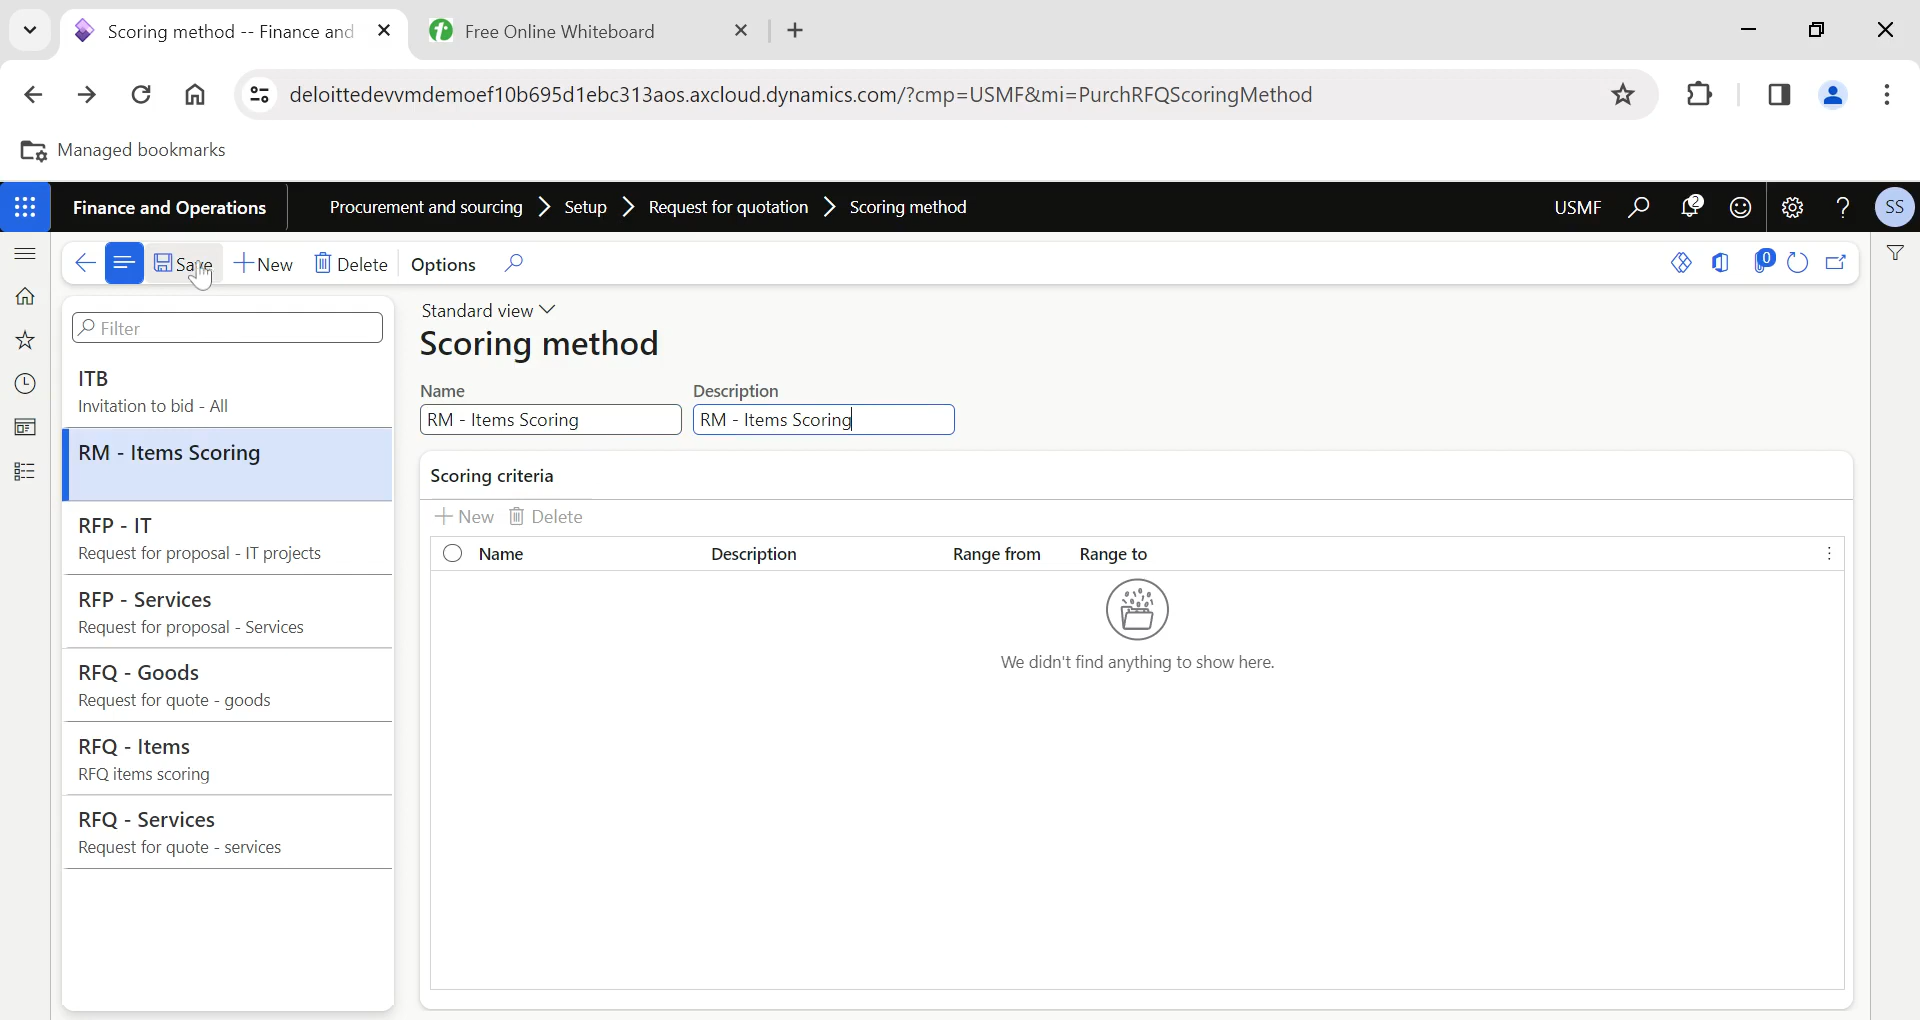 Scoring method -- Finance and
Free Online Whiteboard
deloittedevvmdemoef10b695d1ebc313aos.axcloud.dynamics.com/?cmp=USMF&mi=PurchRFQScoringMethod
Managed bookmarks
Finance and Operations
Procurement and sourcing
Setup
Request for quotation
Scoring method
USMF
2
?
SS
Save
New
Delete
Options
0
Filter
ITB
Invitation to bid - All
RM - Items Scoring
RFP - IT
Request for proposal - IT projects
RFP - Services
Request for proposal - Services
RFQ - Goods
Request for quote - goods
RFQ - Items
RFQ items scoring
RFQ - Services
Request for quote - services
Standard view
Scoring method
Name
Description
RM - Items Scoring
RM - Items Scoring
Scoring criteria
New
Delete
Name
Description
Range from
Range to
We didn't find anything to show here.